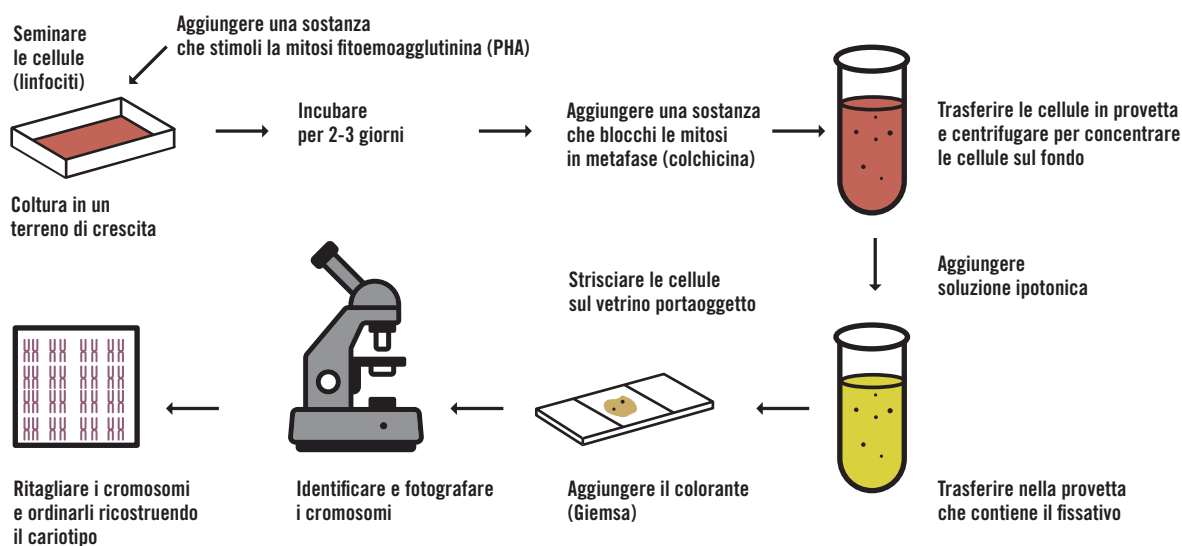 Seminare
le cellule
(linfociti)
Aggiungere una sostanza
che stimoli la mitosi fitoemoagglutinina (PHA)
Coltura in un
terreno di crescita
Incubare
per 2-3 giorni
Aggiungere una sostanza
che blocchi le mitosi
in metafase (colchicina)
Trasferire le cellule in provetta
e centrifugare per concentrare
le cellule sul fondo
Aggiungere
soluzione ipotonica
Trasferire nella provetta
che contiene il fissativo
Strisciare le cellule
sul vetrino portaoggetto
Aggiungere il colorante
(Giemsa)
Identificare e fotografare
i cromosomi
Ritagliare i cromosomi
e ordinarli ricostruendo
il cariotipo